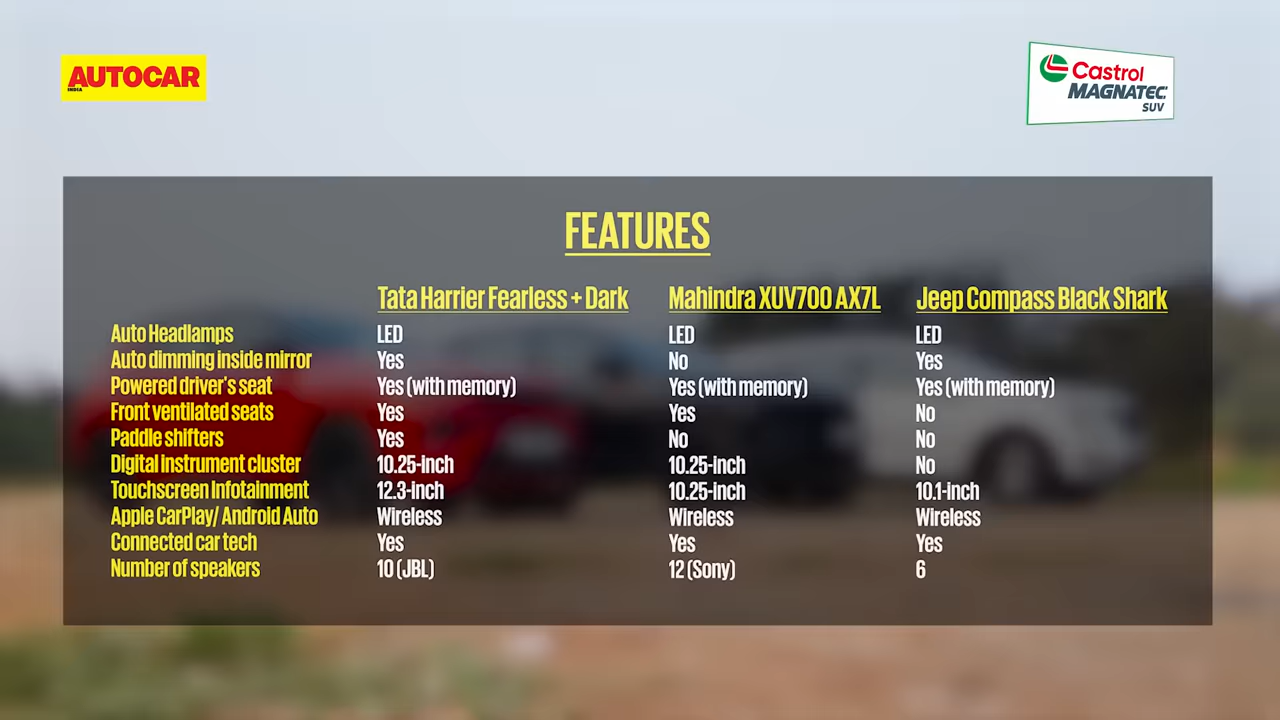 AUTOCAR
INDIA
Castrol
MAGNATEC
SUV
FEATURES
Tata Harrier Fearless + Dark Mahindra XUV700 AX7L Jeep Compass Black Shark
Auto Headlamps LED LED LED
Auto dimming inside mirror Yes No Yes
Powered driver's seat Yes (with memory) Yes (with memory) Yes (with memory)
Front ventilated seats Yes Yes No
Paddle shifters Yes No No
Digital instrument cluster 10.25-inch 10.25-inch No
Touchscreen Infotainment 12.3-inch 10.25-inch 10.1-inch
Apple CarPlay/ Android Auto Wireless Wireless Wireless
Connected car tech Yes Yes Yes
Number of speakers 10 (JBL) 12 (Sony) 6